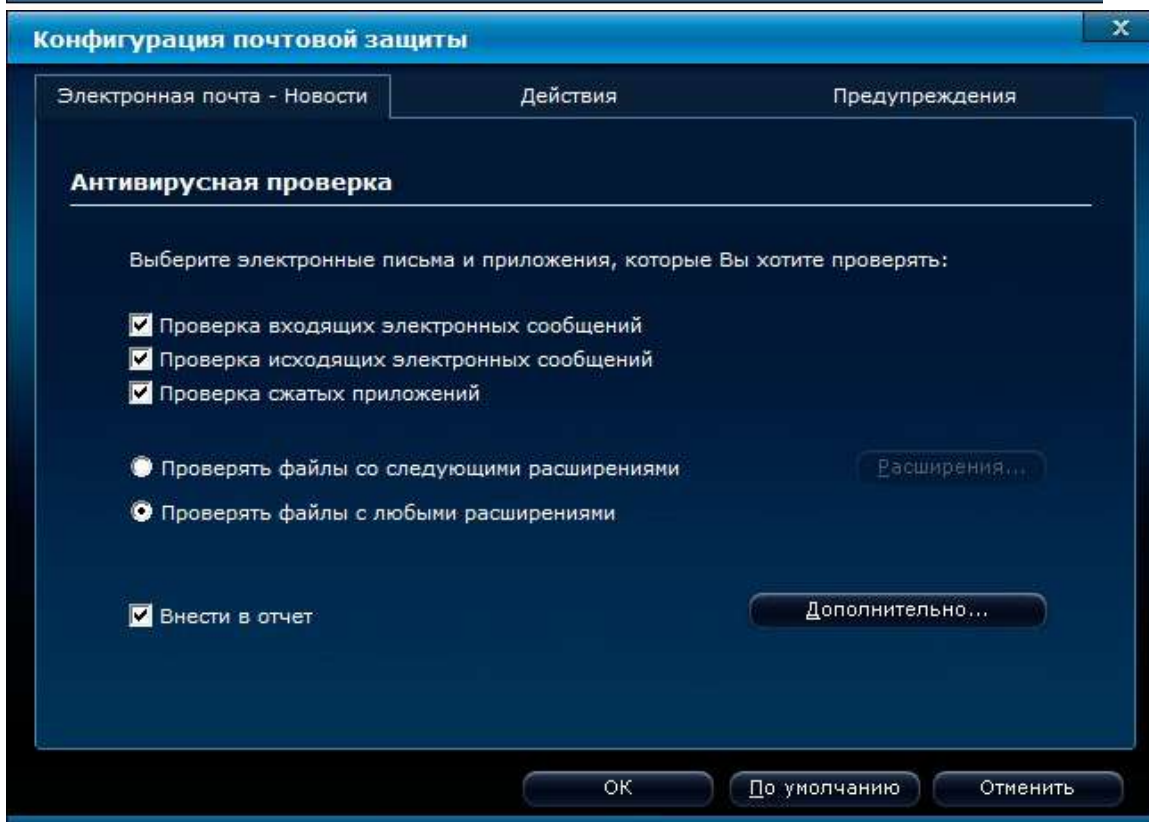 Конфигурация почтовой защиты
X
Электронная почта - Новости
Действия
Предупреждения
Антивирусная проверка
Выберите электронные письма и приложения, которые Вы хотите проверять:
Проверка входящих электронных сообщений
Проверка исходящих электронных сообщений
Проверка сжатых приложений
Проверять файлы со следующими расширениями
Расширения...
Проверять файлы с любыми расширениями
Внести в отчет
Дополнительно...
ОК
По умолчанию
Отменить